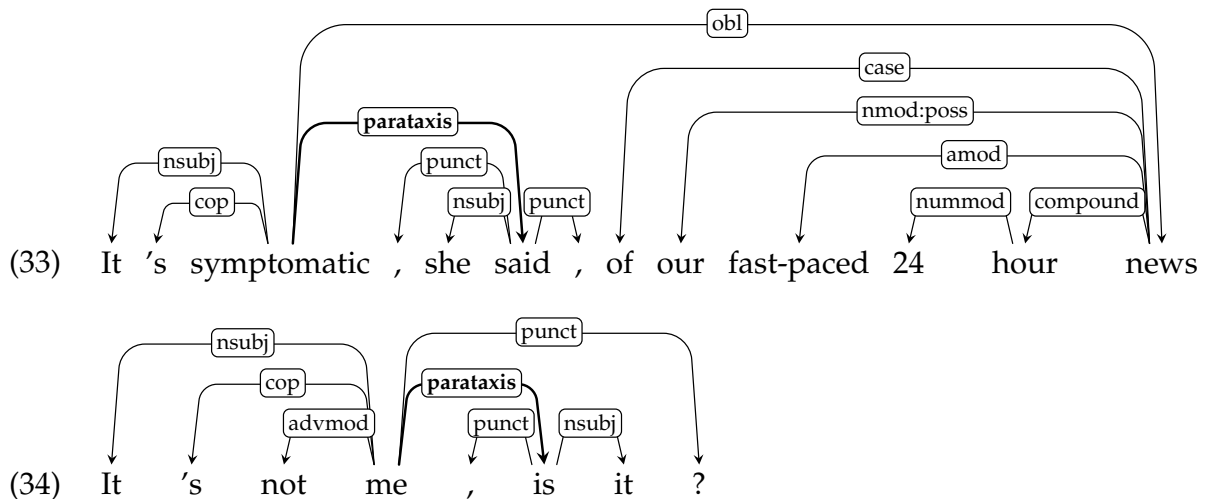 obl
case
parataxis nmod:poss
nsubj punct amod
cop nsubj punct nummod compound
(33) It 's symptomatic , she said , of our fast-paced 24 hour news
nsubj punct
cop parataxis
advmod punct nsubj
(34) It 's not me , is it ?